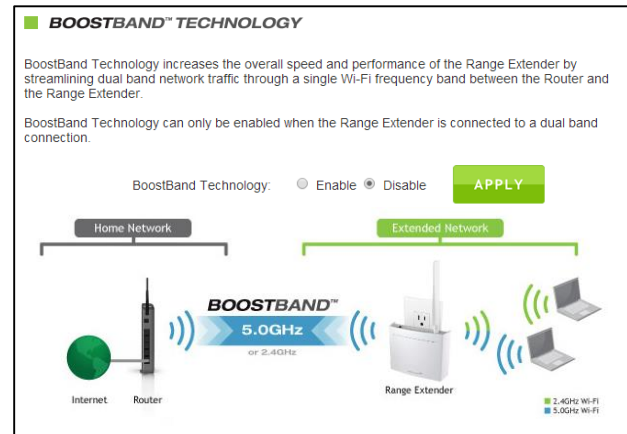 BOOSTBAND™ TECHNOLOGY
BoostBand Technology increases the overall speed and performance of the Range Extender by
streamlining dual band network traffic through a single Wi-Fi frequency band between the Router and
the Range Extender.
BoostBand Technology can only be enabled when the Range Extender is connected to a dual band
connection.
BoostBand Technology: Enable Disable APPLY
Home Network Extended Network
BOOSTBAND™
5.0GHz
or 2.4GHz
Internet Router Range Extender
2.4GHz Wi-Fi
5.0GHz Wi-Fi